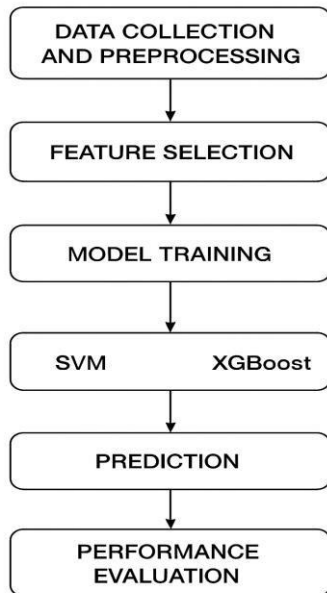 DATA COLLECTION
AND PREPROCESSING
FEATURE SELECTION
MODEL TRAINING
SVM XGBoost
PREDICTION
PERFORMANCE
EVALUATION